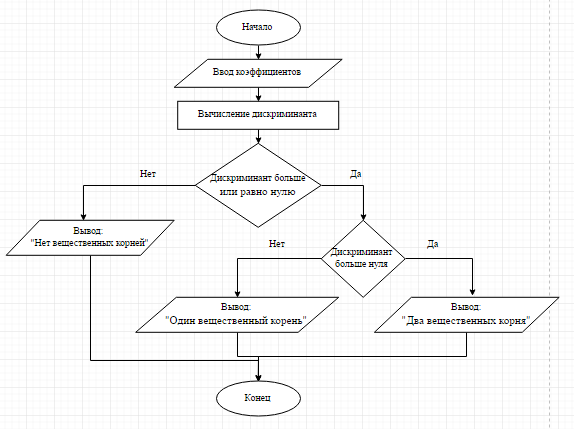 Начало
Ввод коэффициентов
Вычисление дискриминанта
Дискриминант больше
или равно нулю
Нет
Да
Вывод:
"Нет вещественных корней"
Дискриминант
больше нуля
Нет
Да
Вывод:
"Один вещественный корень"
Вывод:
"Два вещественных корня"
Конец